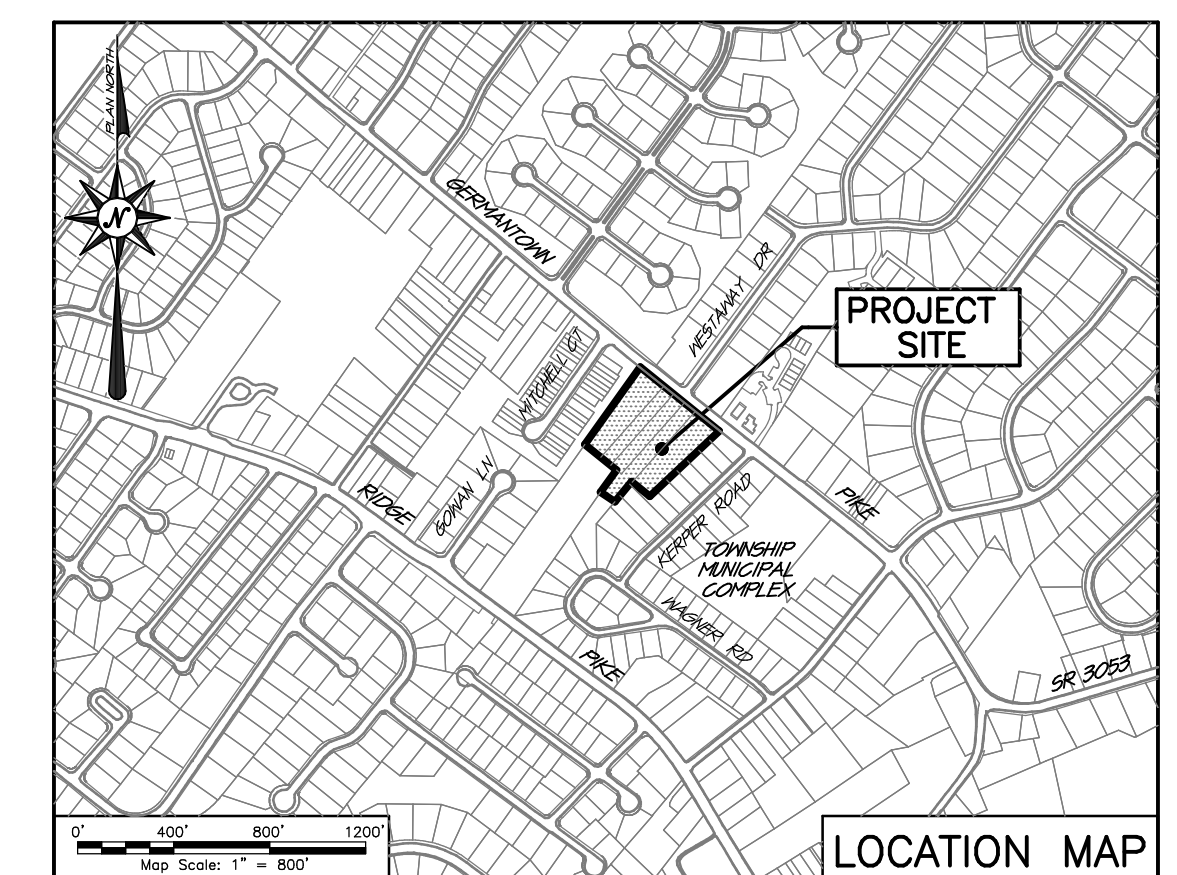 PLAN NORTH
N
GERMANTOWN
WESTAWAY DR
PROJECT
SITE
MITCHELL CT
GOWAN LN
RIDGE
PIKE
KERPER ROAD
TOWNSHIP
MUNICIPAL
COMPLEX
WAGNER RD
PIKE
SR 3053
0' 400' 800' 1200'
Map Scale: 1" = 800'
LOCATION MAP